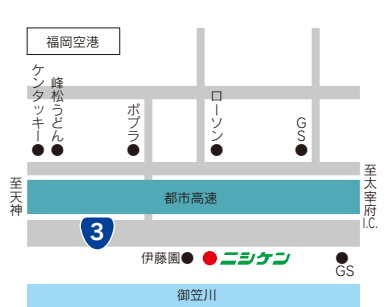 福岡空港
ケンタッキー
峰松うどん
ポプラ
ローソン
GS
至天神
都市高速
至太宰府I.C.
3
伊藤園
ニシケン
GS
御笠川